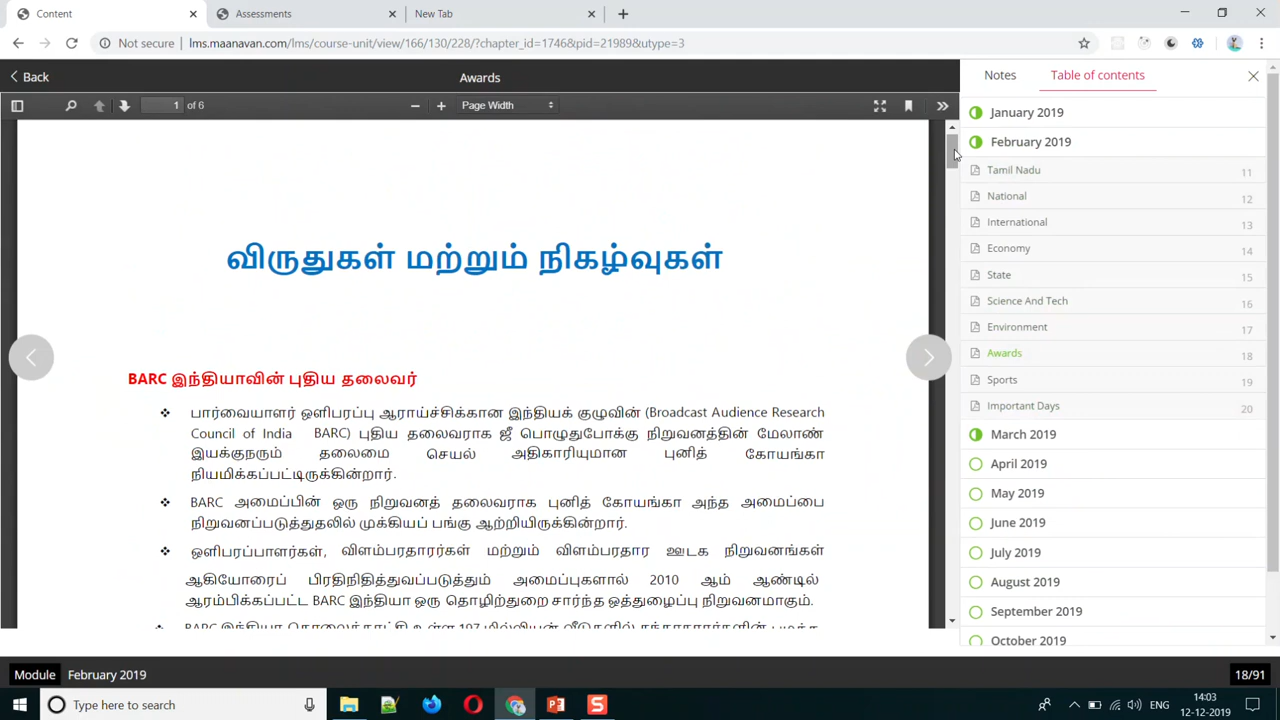 Content
Assessments
New Tab
Not secure lms.maanavan.com/lms/course-unit/view/166/130/228/?chapter_id=1746&pid=21989&utype=3
Back
Awards
Notes
Table of contents
1 of 6
Page Width
விருதுகள் மற்றும் நிகழ்வுகள்
BARC இந்தியாவின் புதிய தலைவர்
❖ பார்வையாளர் ஒளிபரப்பு ஆராய்ச்சிக்கான இந்தியக் குழுவின் (Broadcast Audience Research
Council of India BARC) புதிய தலைவராக ஜீ பொழுதுபோக்கு நிறுவனத்தின் மேலாண்
இயக்குநரும் தலைமை செயல் அதிகாரியுமான புனித் கோயங்கா
நியமிக்கப்பட்டிருக்கின்றார்.
❖ BARC அமைப்பின் ஒரு நிறுவனத் தலைவராக புனித் கோயங்கா அந்த அமைப்பை
நிறுவனப்படுத்துதலில் முக்கியப் பங்கு ஆற்றியிருக்கின்றார்.
❖ ஒளிபரப்பாளர்கள், விளம்பரதாரர்கள் மற்றும் விளம்பரதார ஊடக நிறுவனங்கள்
ஆகியோரைப் பிரதிநிதித்துவப்படுத்தும் அமைப்புகளால் 2010 ஆம் ஆண்டில்
ஆரம்பிக்கப்பட்ட BARC இந்தியா ஒரு தொழிற்துறை சார்ந்த ஒத்துழைப்பு நிறுவனமாகும்.
January 2019
February 2019
Tamil Nadu 11
National 12
International 13
Economy 14
State 15
Science And Tech 16
Environment 17
Awards 18
Sports 19
Important Days 20
March 2019
April 2019
May 2019
June 2019
July 2019
August 2019
September 2019
October 2019
Module February 2019
18/91
Type here to search
ENG
14:03
12-12-2019